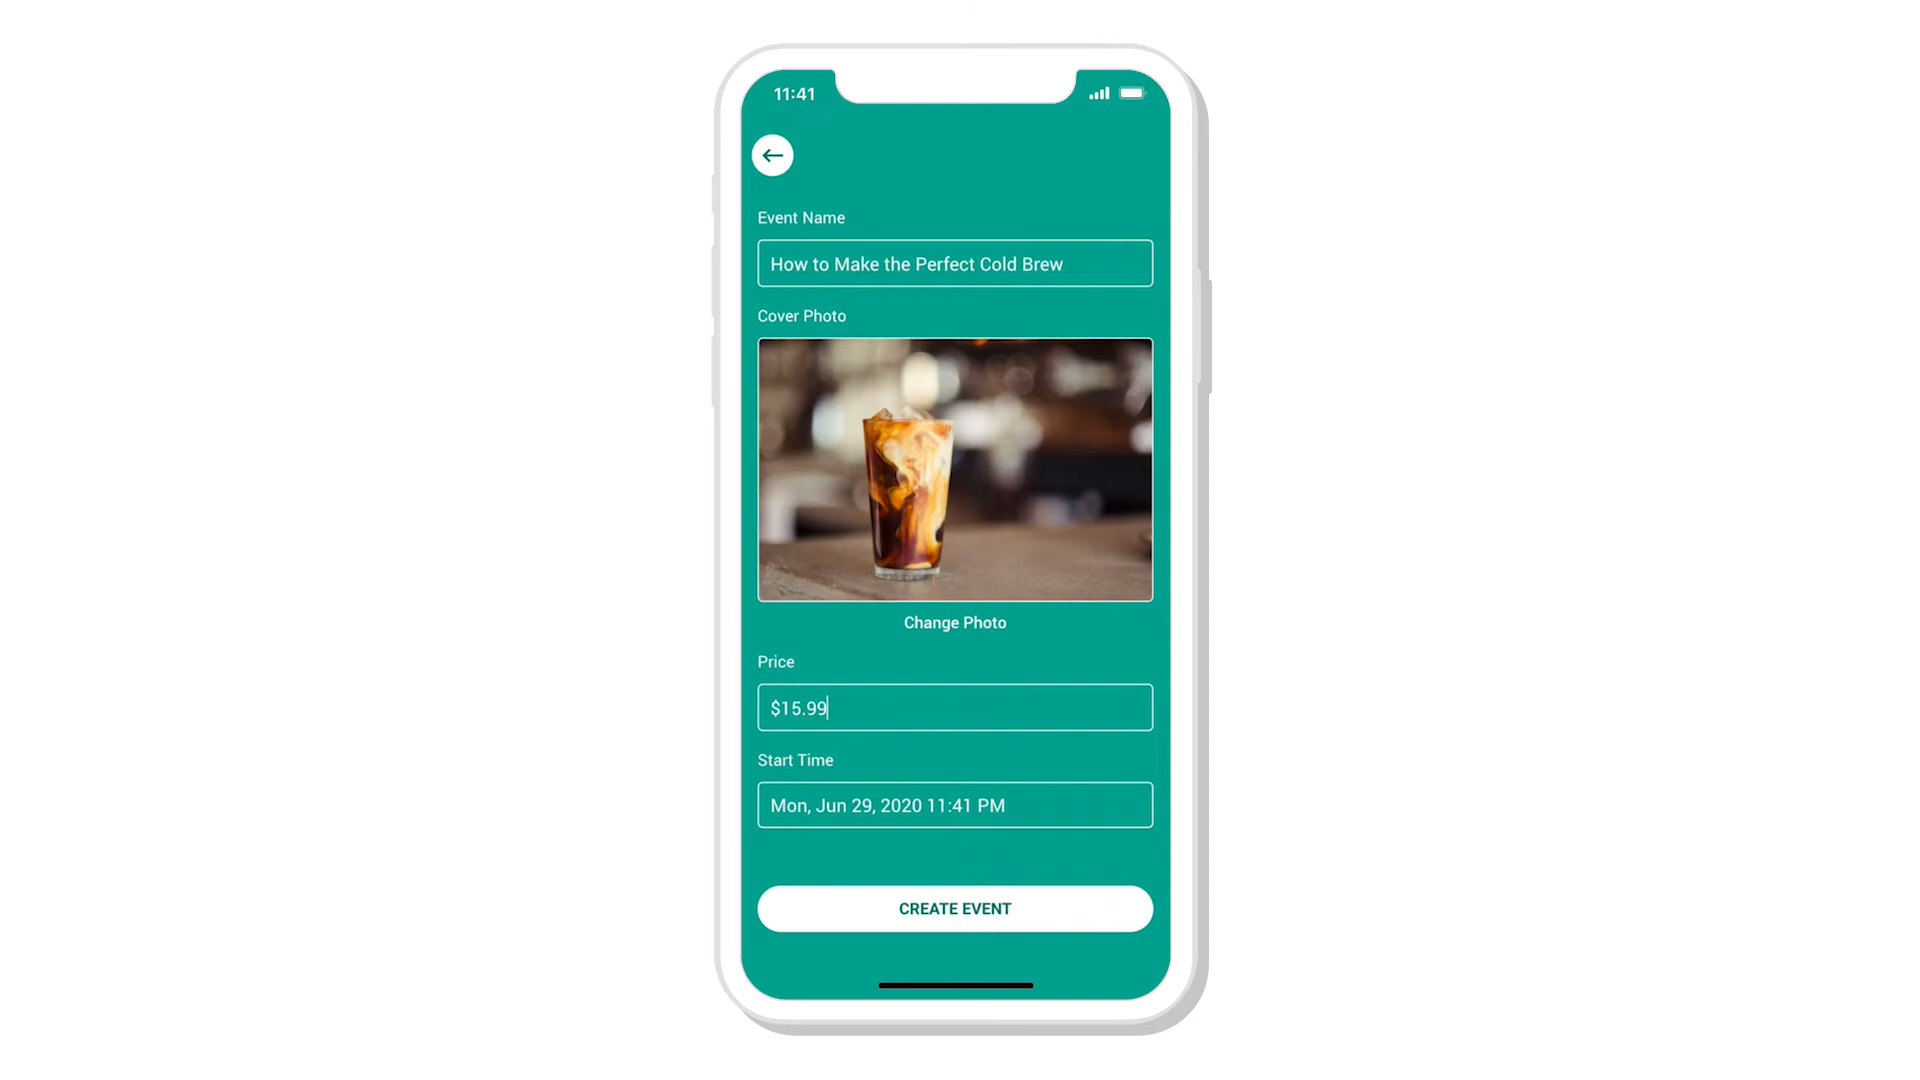 11:41
Event Name
How to Make the Perfect Cold Brew
Cover Photo
Change Photo
Price
$15.99
Start Time
Mon, Jun 29, 2020 11:41 PM
CREATE EVENT